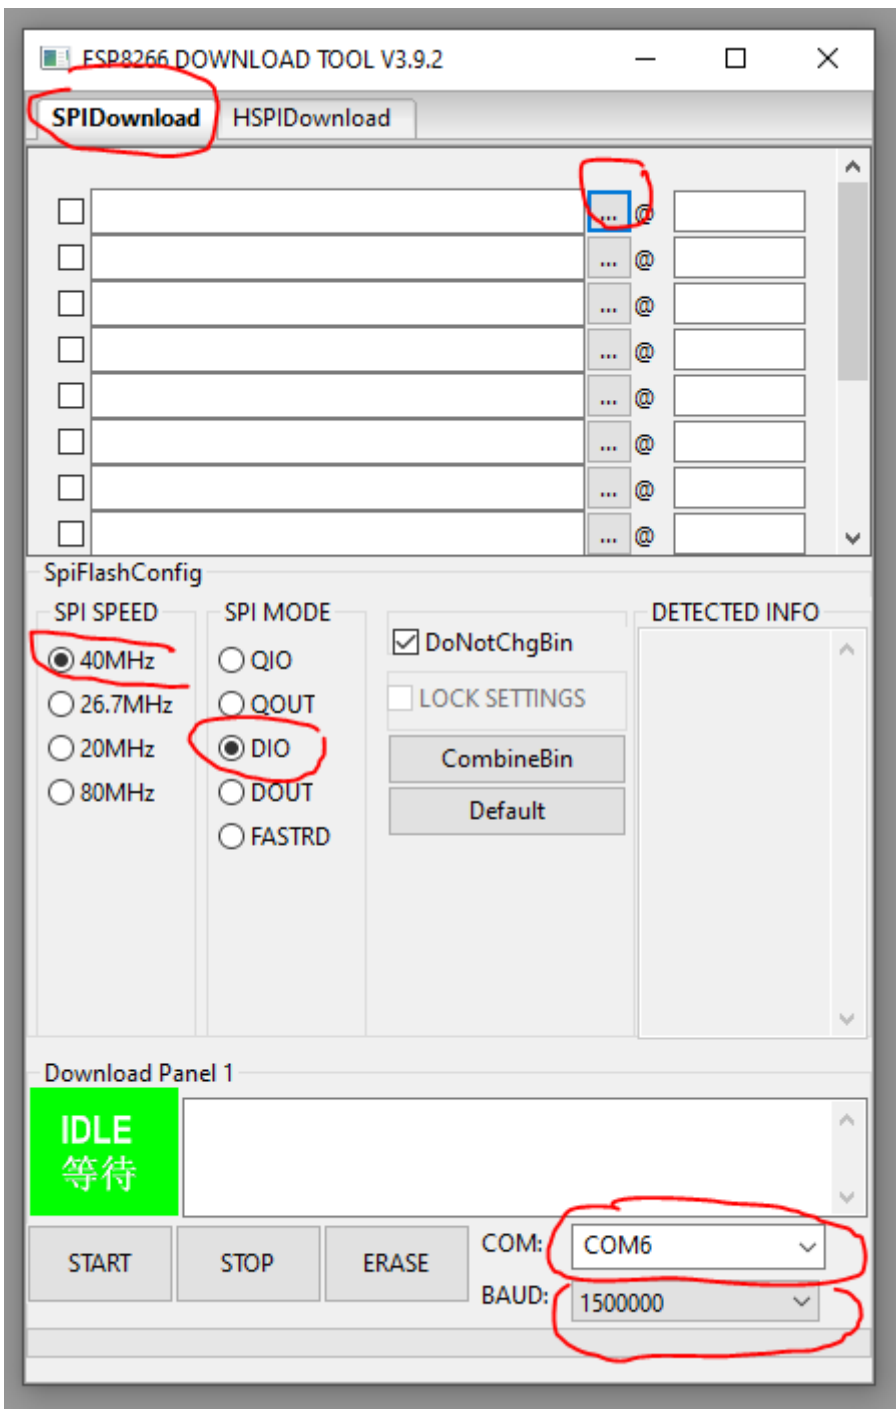 ESP8266 DOWNLOAD TOOL V3.9.2
SPIDownload HSPIDownload
... @
... @
... @
... @
... @
... @
... @
... @
SpiFlashConfig
SPI SPEED
40MHz
26.7MHz
20MHz
80MHz
SPI MODE
QIO
QOUT
DIO
DOUT
FASTRD
DoNotChgBin
LOCK SETTINGS
CombineBin
Default
DETECTED INFO
Download Panel 1
IDLE
等待
START STOP ERASE
COM: COM6
BAUD: 1500000